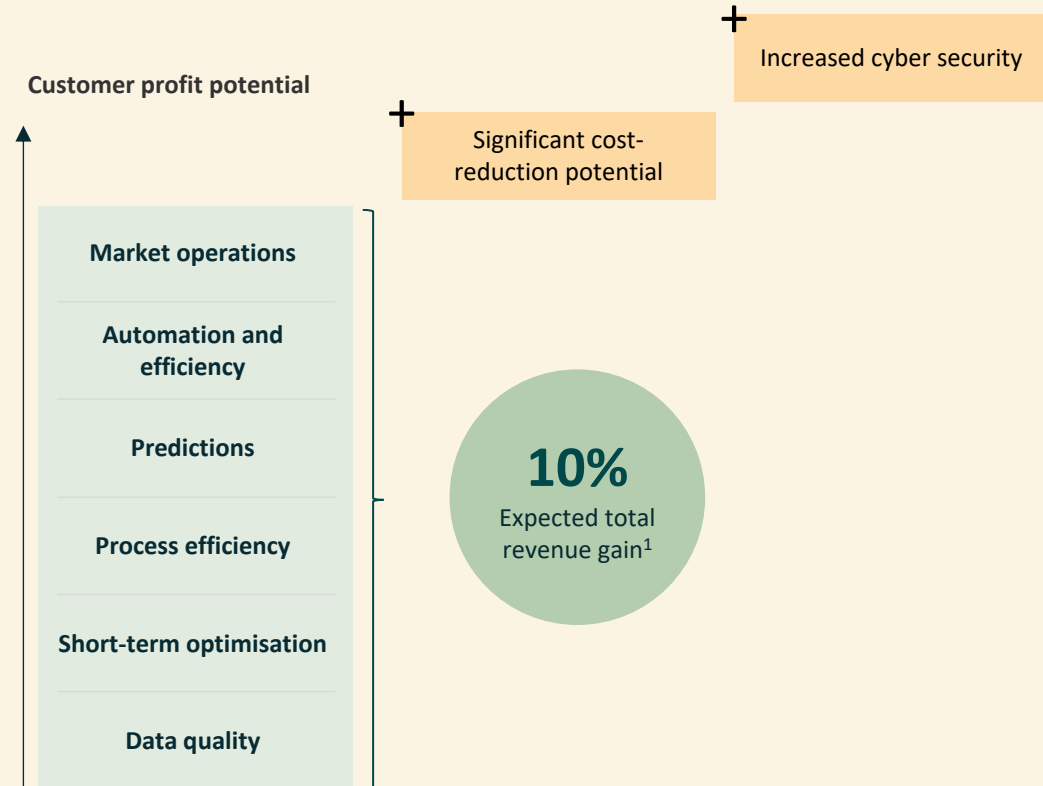 Increased cyber security
Customer profit potential
Significant cost-
reduction potential
Market operations
Automation and
efficiency
Predictions
10%
Expected total
revenue gain¹
Process efficiency
Short-term optimisation
Data quality